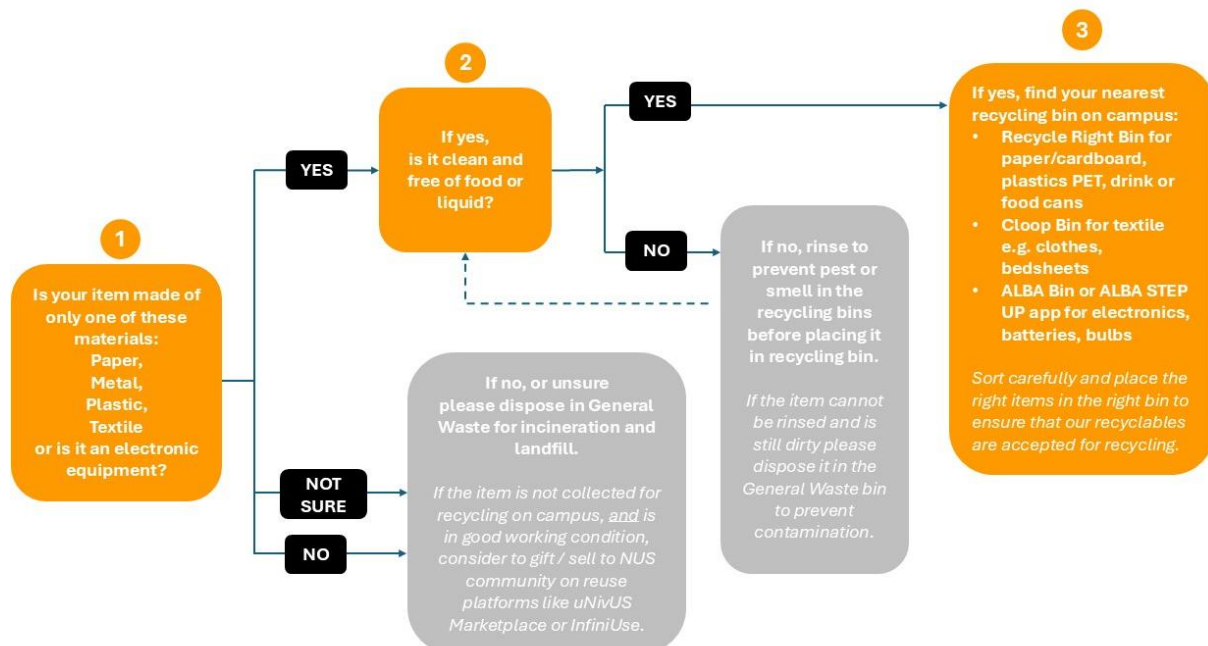 1
Is your item made of
only one of these
materials:
Paper,
Metal,
Plastic,
Textile
or is it an electronic
equipment?
YES
2
If yes,
is it clean and
free of food or
liquid?
YES
NO
3
If yes, find your nearest
recycling bin on campus:
• Recycle Right Bin for
paper/cardboard,
plastics PET, drink or
food cans
• Cloop Bin for textile
e.g. clothes,
bedsheets
• ALBA Bin or ALBA STEP
UP app for electronics,
batteries, bulbs
Sort carefully and place the
right items in the right bin to
ensure that our recyclables
are accepted for recycling.
If no, rinse to
prevent pest or
smell in the
recycling bins
before placing it
in recycling bin.
If the item cannot
be rinsed and is
still dirty please
dispose it in the
General Waste bin
to prevent
contamination.
NOT
SURE
NO
If no, or unsure
please dispose in General
Waste for incineration and
landfill.
If the item is not collected for
recycling on campus, and is
in good working condition,
consider to gift / sell to NUS
community on reuse
platforms like uNivUS
Marketplace or InfiniUse.